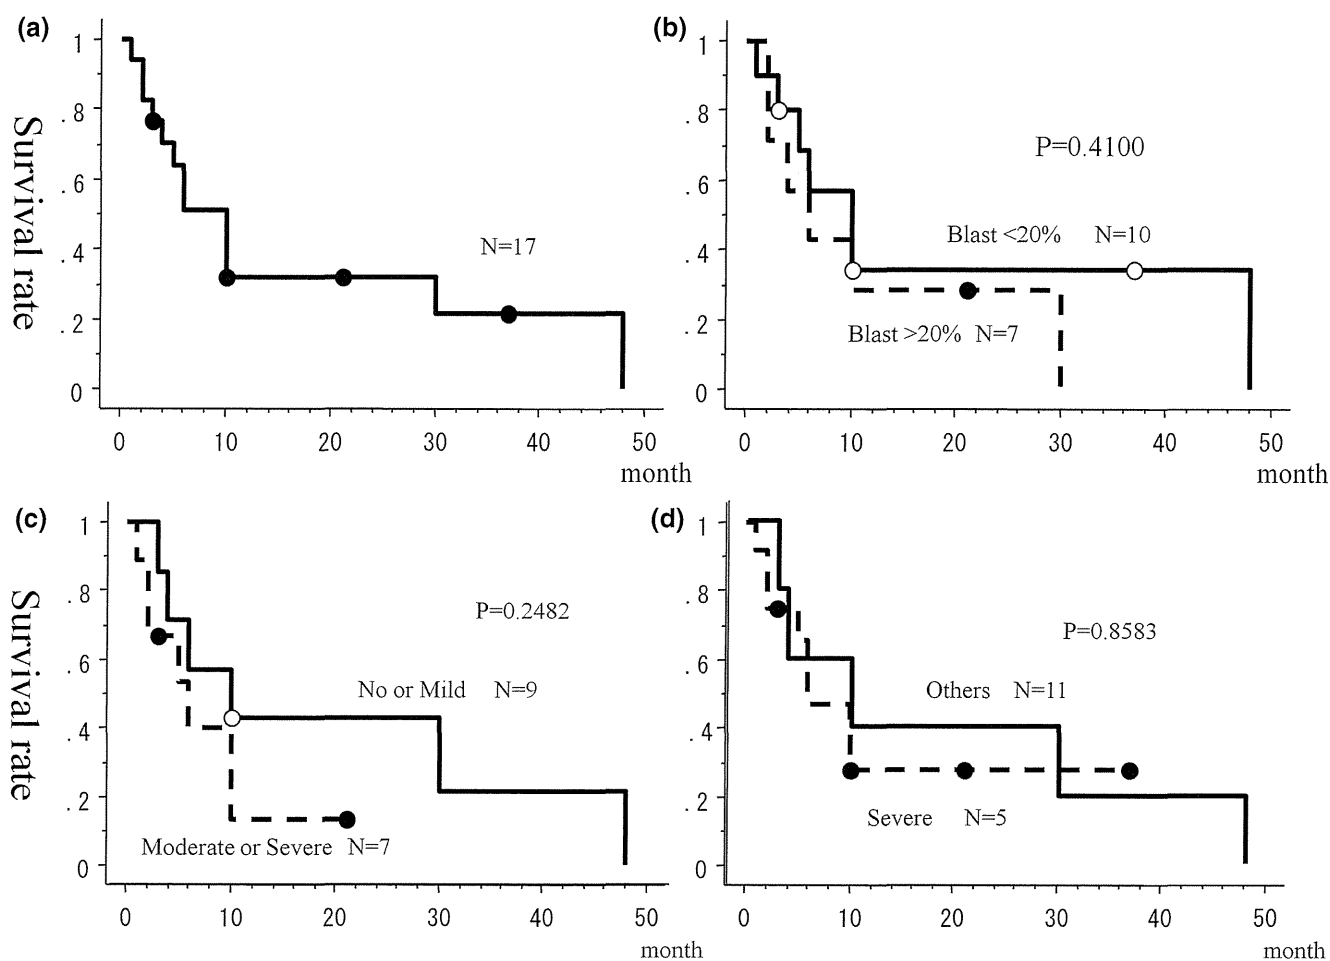 (a)
Survival rate
1
.8
.6
.4
.2
0
N=17
0 10 20 30 40 50
month
(b)
1
.8
.6
.4
.2
0
P=0.4100
Blast <20% N=10
Blast >20% N=7
0 10 20 30 40 50
month
(c)
Survival rate
1
.8
.6
.4
.2
0
P=0.2482
No or Mild N=9
Moderate or Severe N=7
0 10 20 30 40 50
month
(d)
1
.8
.6
.4
.2
0
P=0.8583
Others N=11
Severe N=5
0 10 20 30 40 50
month